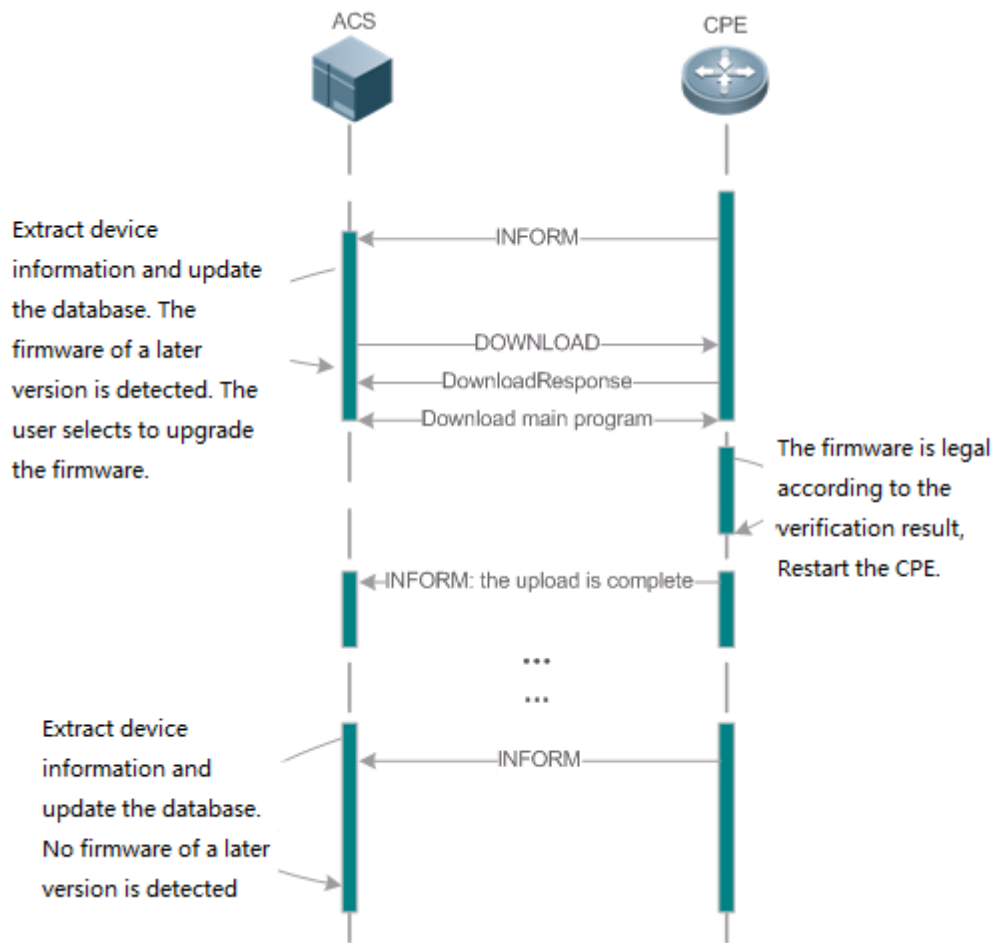 ACS
CPE
INFORM
Extract device
information and update
the database. The
firmware of a later
version is detected. The
user selects to upgrade
the firmware.
DOWNLOAD
DownloadResponse
Download main program
The firmware is legal
according to the
verification result,
Restart the CPE.
INFORM: the upload is complete
...
...
Extract device
information and
update the database.
No firmware of a later
version is detected
INFORM